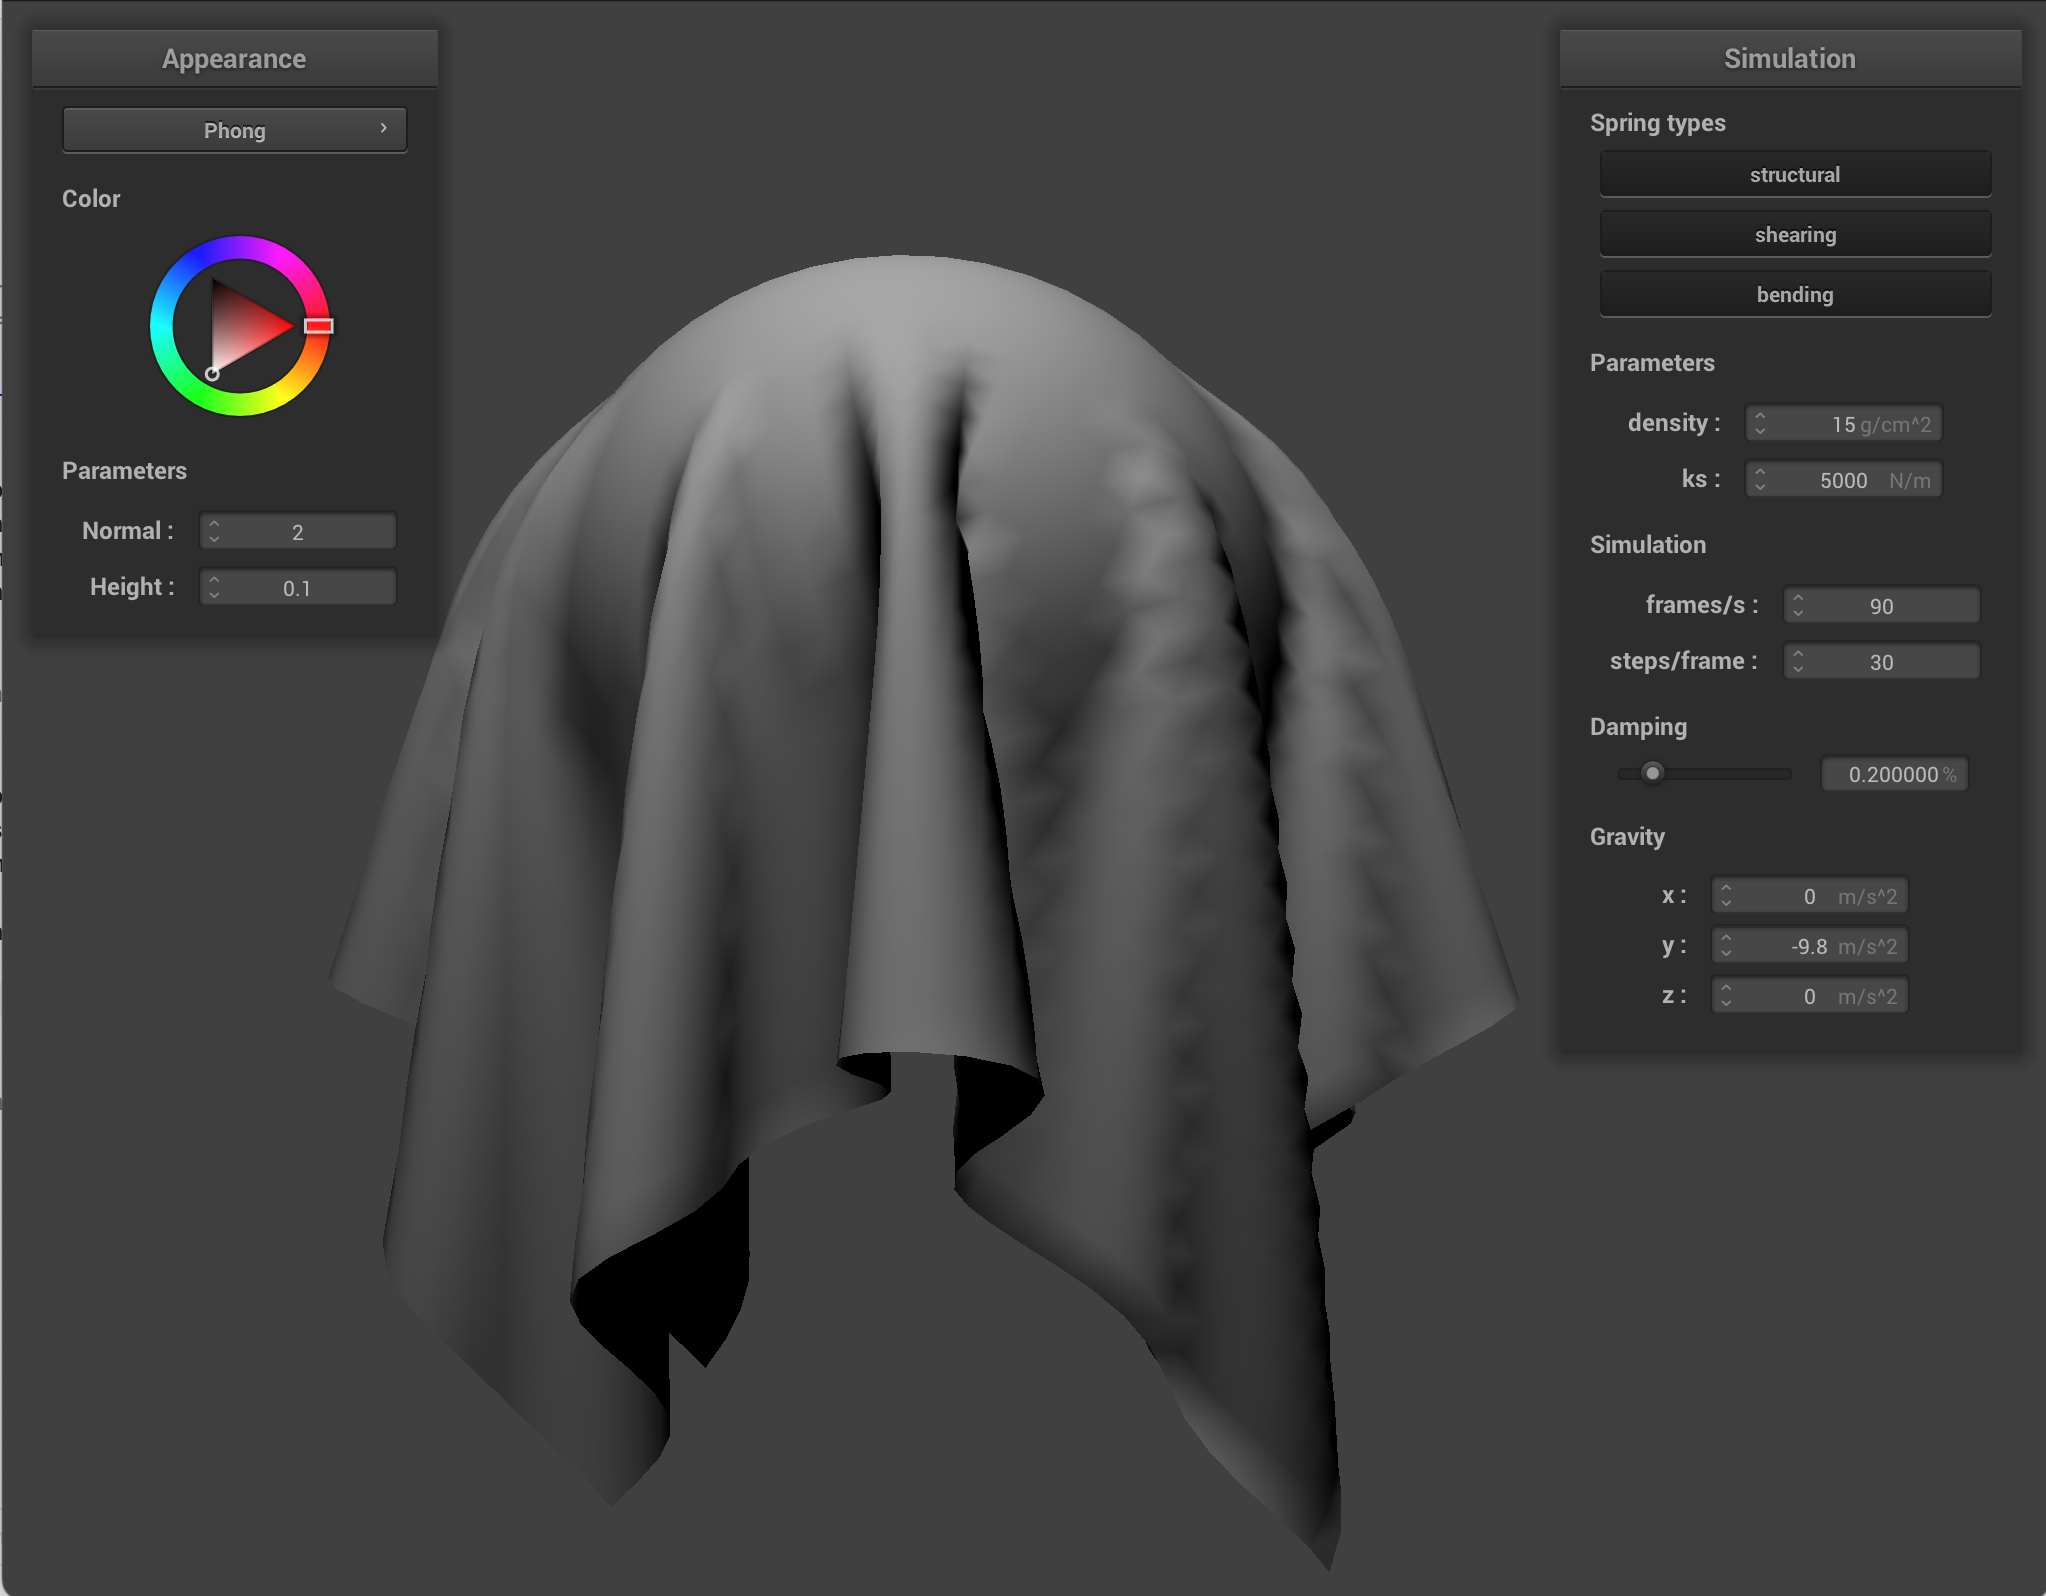 Appearance
Phong
Color
Parameters
Normal : 2
Height : 0.1
Simulation
Spring types
structural
shearing
bending
Parameters
density : 15 g/cm^2
ks : 5000 N/m
Simulation
frames/s : 90
steps/frame : 30
Damping
0.200000 %
Gravity
x : 0 m/s^2
y : -9.8 m/s^2
z : 0 m/s^2